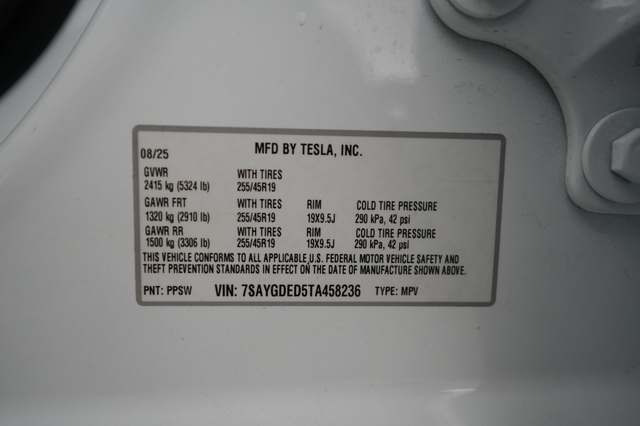 08/25 MFD BY TESLA, INC.
GVWR WITH TIRES
2415 kg (5324 lb) 255/45R19
GAWR FRT WITH TIRES RIM COLD TIRE PRESSURE
1320 kg (2910 lb) 255/45R19 19X9.5J 290 kPa, 42 psi
GAWR RR WITH TIRES RIM COLD TIRE PRESSURE
1500 kg (3306 lb) 255/45R19 19X9.5J 290 kPa, 42 psi
THIS VEHICLE CONFORMS TO ALL APPLICABLE U.S. FEDERAL MOTOR VEHICLE SAFETY AND
THEFT PREVENTION STANDARDS IN EFFECT ON THE DATE OF MANUFACTURE SHOWN ABOVE.
PNT: PPSW VIN: 7SAYGDED5TA458236 TYPE: MPV